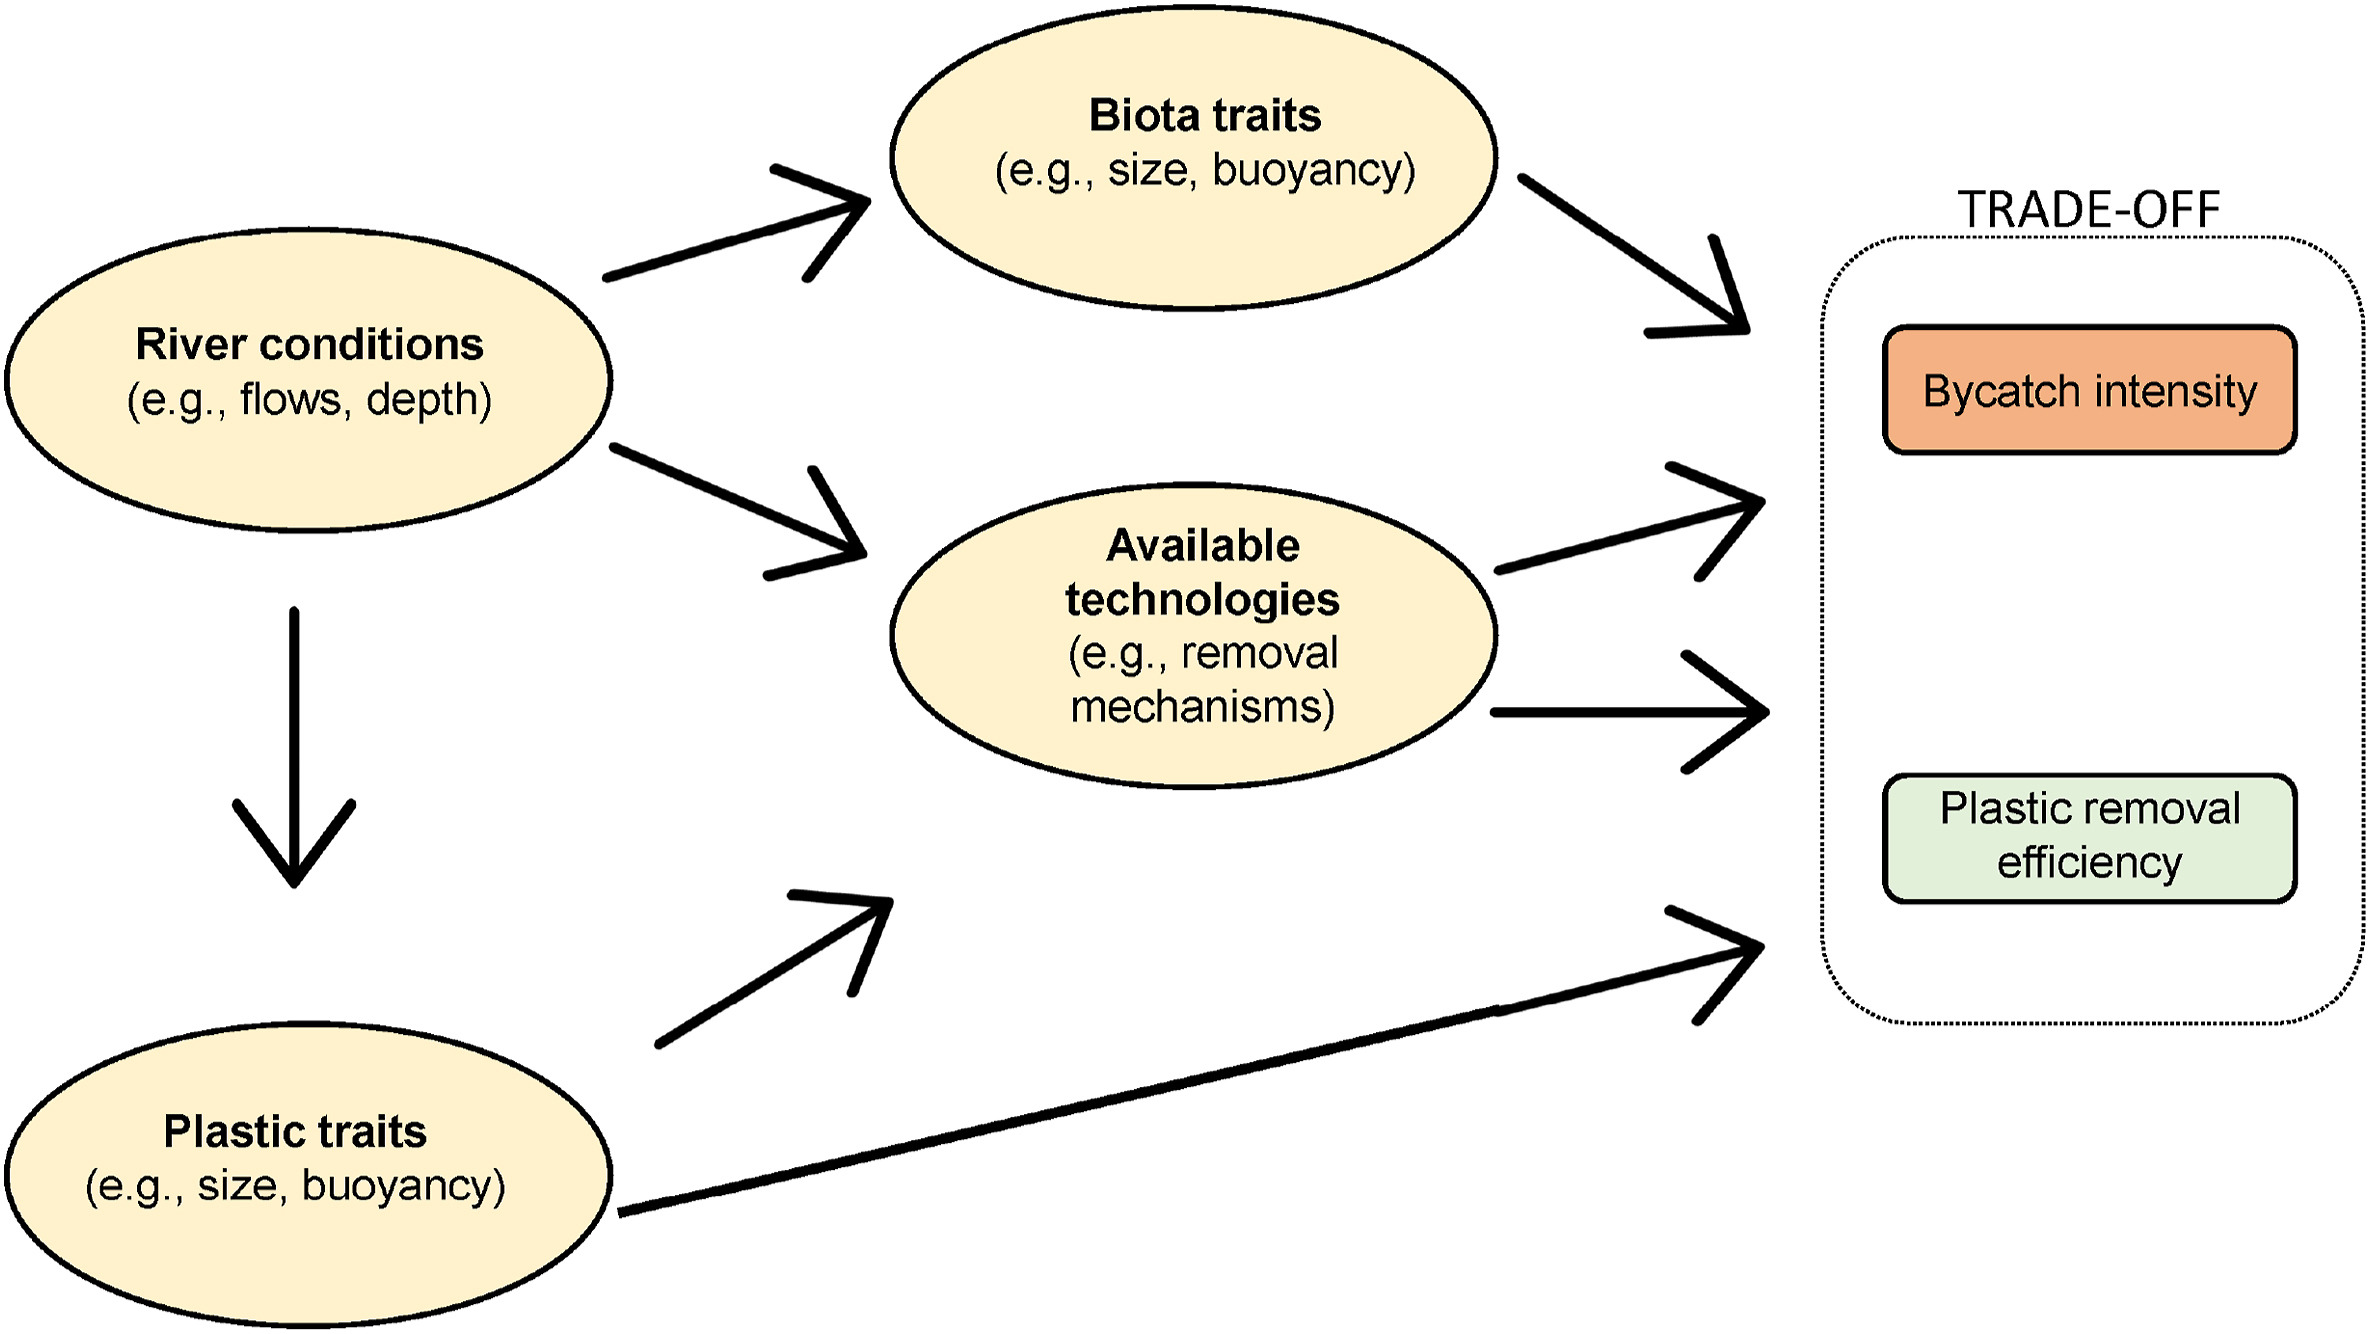 Biota traits
(e.g., size, buoyancy)
TRADE-OFF
River conditions
(e.g., flows, depth)
Bycatch intensity
Available
technologies
(e.g., removal
mechanisms)
Plastic removal
efficiency
Plastic traits
(e.g., size, buoyancy)